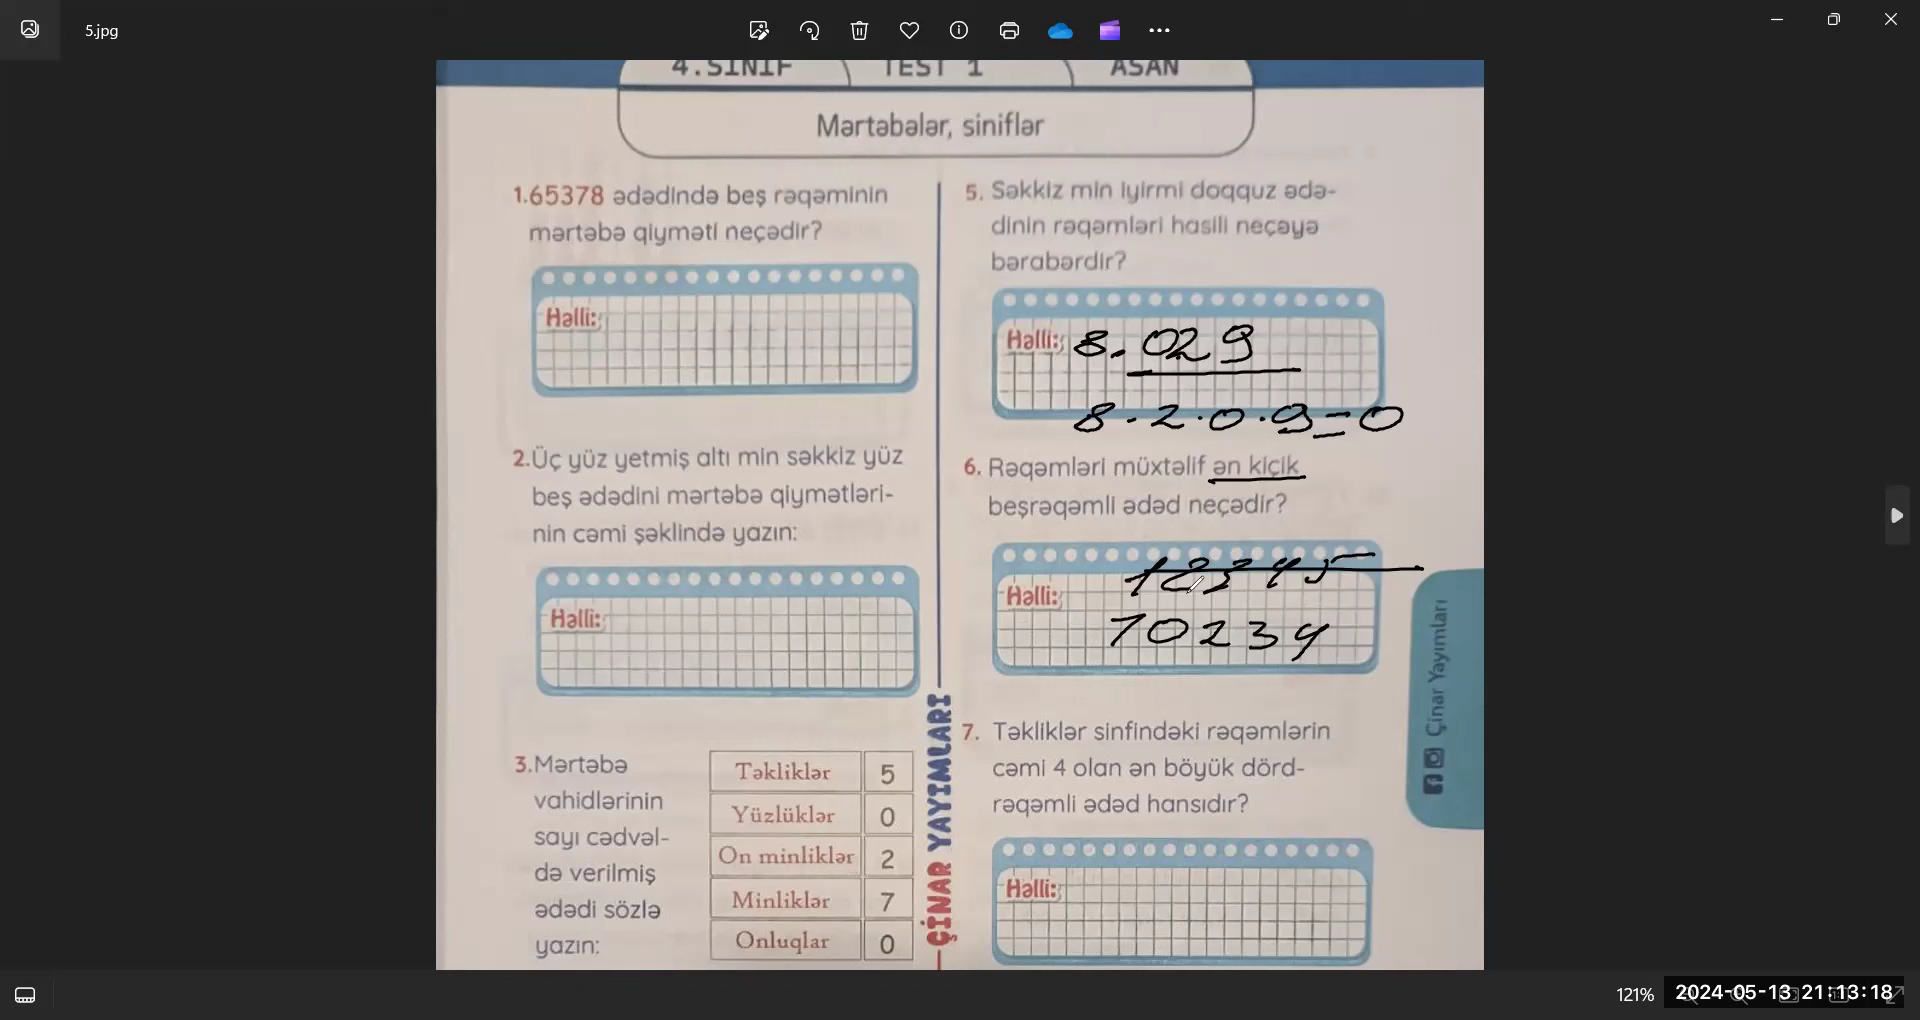 5.jpg
4.SINIF TEST 1 ASAN
Mərtəbələr, siniflər
1.65378 ədədində beş rəqəminin
mərtəbə qiyməti neçədir?
Həlli:
2.Üç yüz yetmiş altı min səkkiz yüz
beş ədədini mərtəbə qiymətləri-
nin cəmi şəklində yazın:
Həlli:
3.Mərtəbə
vahidlərinin
sayı cədvəl-
də verilmiş
ədədi sözlə
yazın:
Təkliklər 5
Yüzlüklər 0
On minliklər 2
Minliklər 7
Onluqlar 0
ÇİNAR YAYIMLARI
5. Səkkiz min iyirmi doqquz ədə-
dinin rəqəmləri hasili neçəyə
bərabərdir?
Həlli: 8.029
8·2·0·9=0
6. Rəqəmləri müxtəlif ən kiçik
beşrəqəmli ədəd neçədir?
12345
Həlli:
10234
7. Təkliklər sinfindəki rəqəmlərin
cəmi 4 olan ən böyük dörd-
rəqəmli ədəd hansıdır?
Həlli:
Çinar Yayımları
121%
2024-05-13 21:13:18